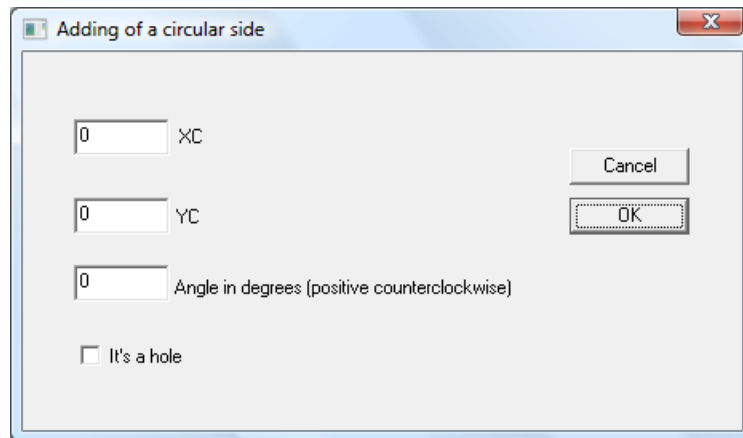 Adding of a circular side
0 XC
Cancel
0 YC
OK
0 Angle in degrees (positive counterclockwise)
It's a hole